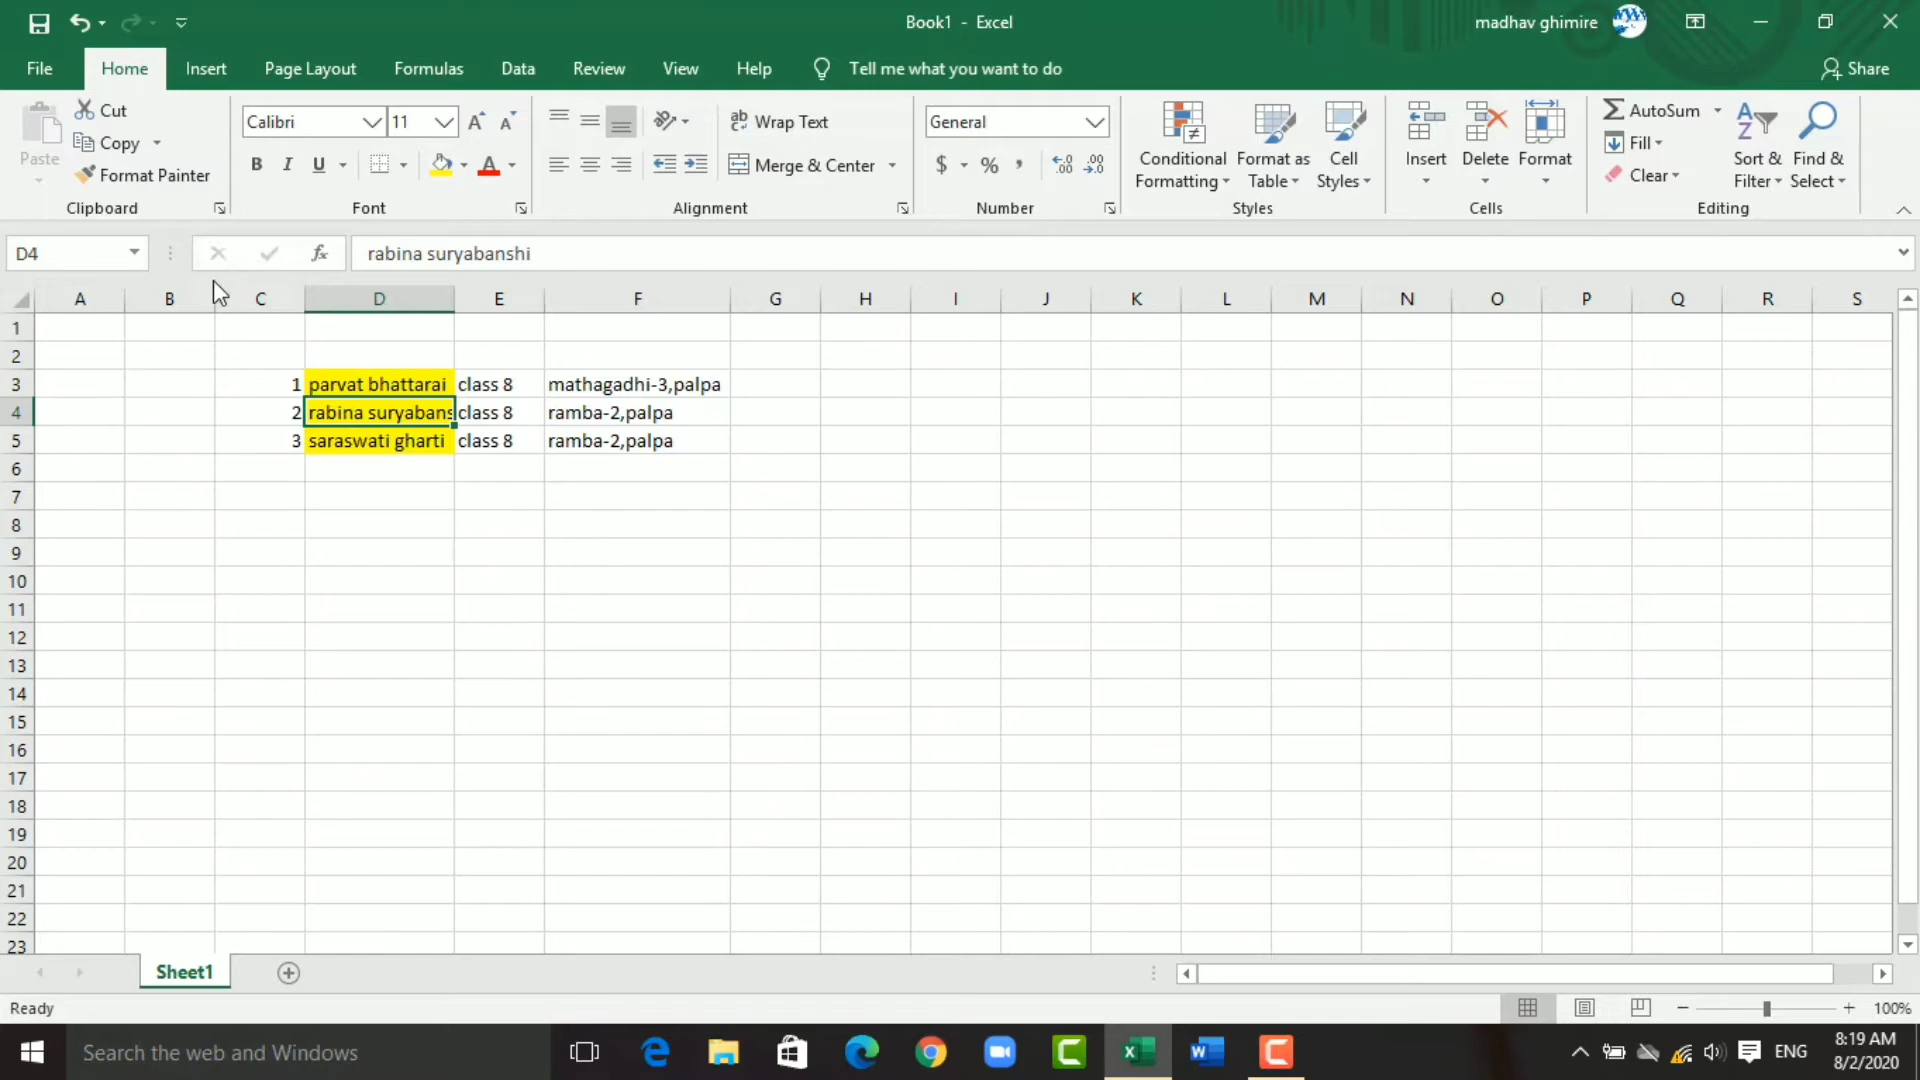 Book1 - Excel
madhav ghimire
File Home Insert Page Layout Formulas Data Review View Help Tell me what you want to do Share
Paste
Cut
Copy
Format Painter
Clipboard
Calibri 11
B I U
Font
Wrap Text
Merge & Center
Alignment
General
$ % ,
Number
Conditional Formatting
Format as Table
Cell Styles
Styles
Insert
Delete
Format
Cells
AutoSum
Fill
Clear
Sort & Filter
Find & Select
Editing
D4 fx rabina suryabanshi
A B C D E F G H I J K L M N O P Q R S
1
2
3 1 parvat bhattarai class 8 mathagadhi-3,palpa
4 2 rabina suryabans class 8 ramba-2,palpa
5 3 saraswati gharti class 8 ramba-2,palpa
6
7
8
9
10
11
12
13
14
15
16
17
18
19
20
21
22
23
Sheet1
Ready
100%
Search the web and Windows
ENG
8:19 AM
8/2/2020